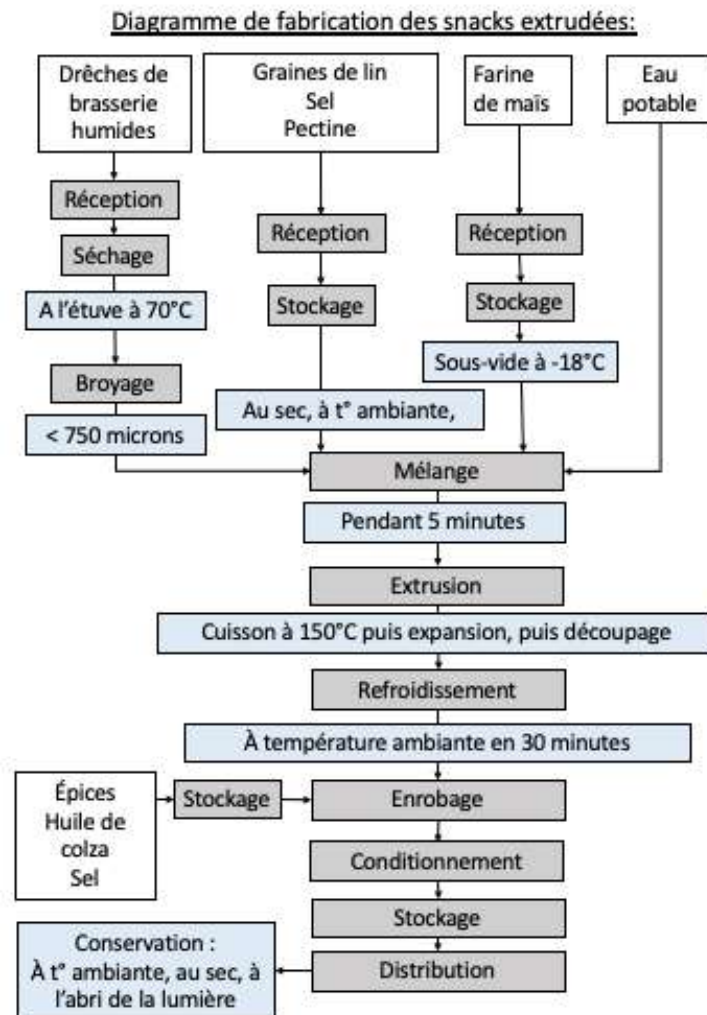 Diagramme de fabrication des snacks extrudées:
Drêches de
brasserie
humides
Graines de lin
Sel
Pectine
Farine
de maïs
Eau
potable
Réception
Séchage
A l'étuve à 70°C
Broyage
< 750 microns
Réception
Stockage
Au sec, à t° ambiante,
Réception
Stockage
Sous-vide à -18°C
Mélange
Pendant 5 minutes
Extrusion
Cuisson à 150°C puis expansion, puis découpage
Refroidissement
À température ambiante en 30 minutes
Épices
Huile de
colza
Sel
Stockage
Enrobage
Conditionnement
Stockage
Distribution
Conservation :
À t° ambiante, au sec, à
l'abri de la lumière